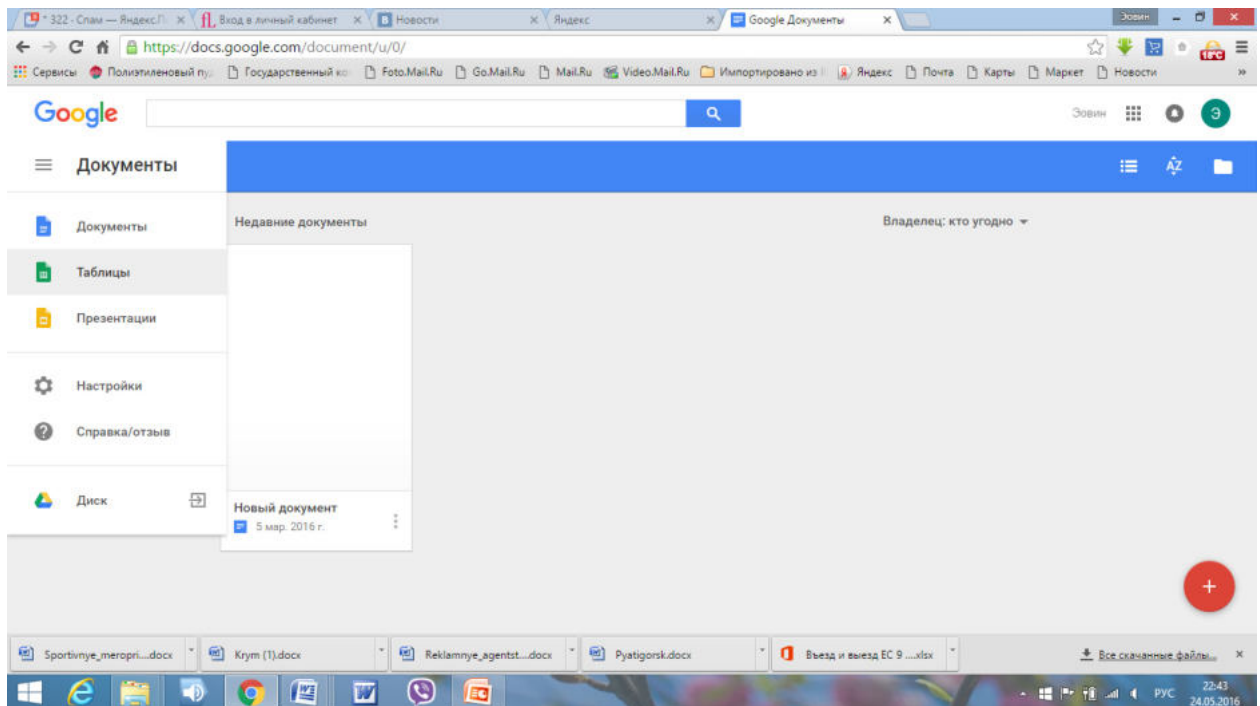 * 322 · Спам — Яндекс.П
Вход в личный кабинет
Новости
Яндекс
Google Документы
Эовин
https://docs.google.com/document/u/0/
18°C
Сервисы
Полиэтиленовый пу
Государственный ко
Foto.Mail.Ru
Go.Mail.Ru
Mail.Ru
Video.Mail.Ru
Импортировано из I
Яндекс
Почта
Карты
Маркет
Новости
»
Google
Эовин
Э
Документы
AZ
Документы
Таблицы
Презентации
Настройки
Справка/отзыв
Диск
Недавние документы
Владелец: кто угодно
Новый документ
5 мар. 2016 г.
+
Sportivnye_meropri....docx
Krym (1).docx
Reklamnye_agentst....docx
Pyatigorsk.docx
Въезд и выезд ЕС 9 ....xlsx
Все скачанные файлы...
РУС
22:43
24.05.2016